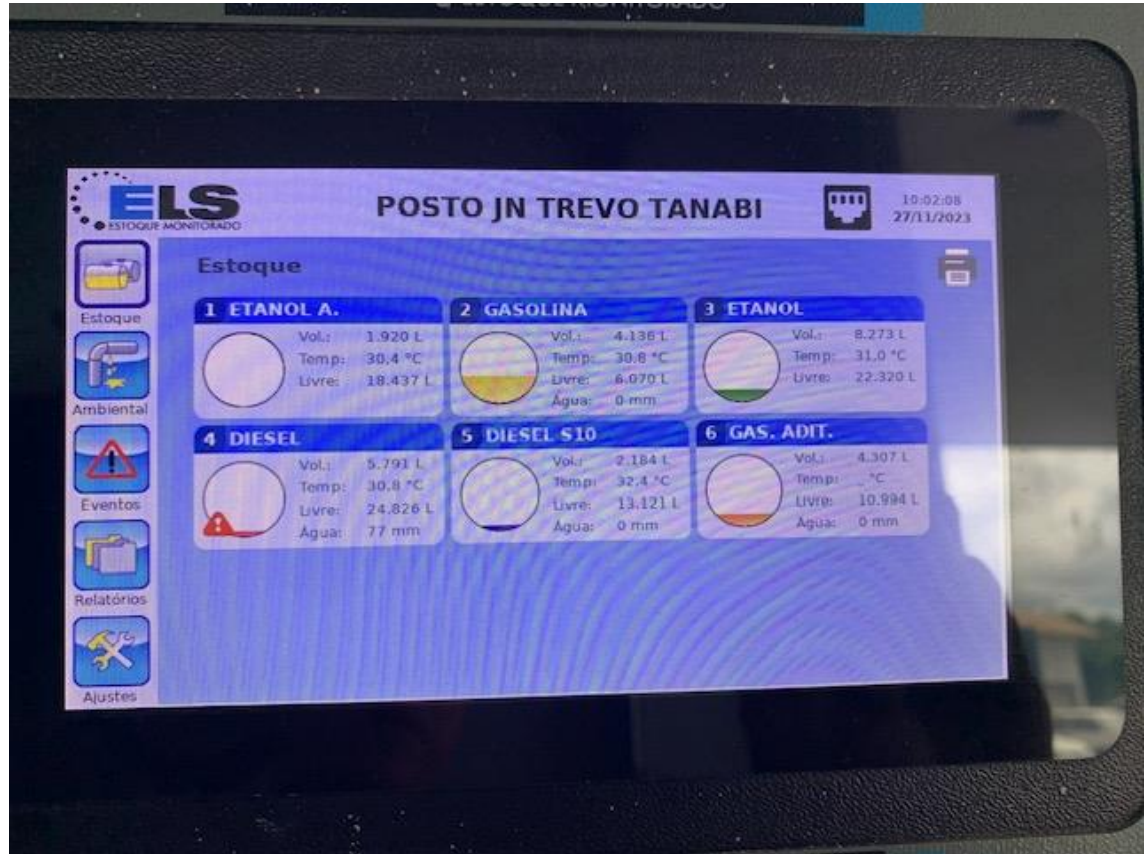 ESTOQUE MONITORADO
ELS
ESTOQUE MONITORADO
POSTO JN TREVO TANABI
10:02:08
27/11/2023
Estoque
Estoque
Ambiental
Eventos
Relatórios
Ajustes
1 ETANOL A.
Vol.: 1.920 L
Temp: 30.4 °C
Livre: 18.437 L
2 GASOLINA
Vol.: 4.136 L
Temp: 30.8 °C
Livre: 6.070 L
Água: 0 mm
3 ETANOL
Vol.: 8.273 L
Temp: 31.0 °C
Livre: 22.320 L
4 DIESEL
Vol.: 5.791 L
Temp: 30.8 °C
Livre: 24.826 L
Água: 77 mm
5 DIESEL S10
Vol.: 2.184 L
Temp: 32.4 °C
Livre: 13.121 L
Água: 0 mm
6 GAS. ADIT.
Vol.: 4.307 L
Temp: _ °C
Livre: 10.994 L
Água: 0 mm